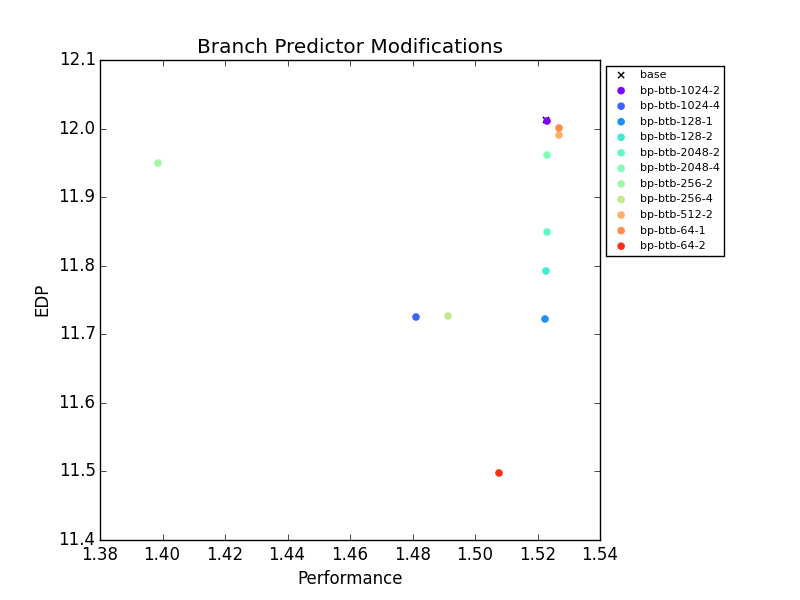 Branch Predictor Modifications
12.1
12.0
11.9
11.8
11.7
11.6
11.5
11.4
EDP
1.38 1.40 1.42 1.44 1.46 1.48 1.50 1.52 1.54
Performance
base
bp-btb-1024-2
bp-btb-1024-4
bp-btb-128-1
bp-btb-128-2
bp-btb-2048-2
bp-btb-2048-4
bp-btb-256-2
bp-btb-256-4
bp-btb-512-2
bp-btb-64-1
bp-btb-64-2